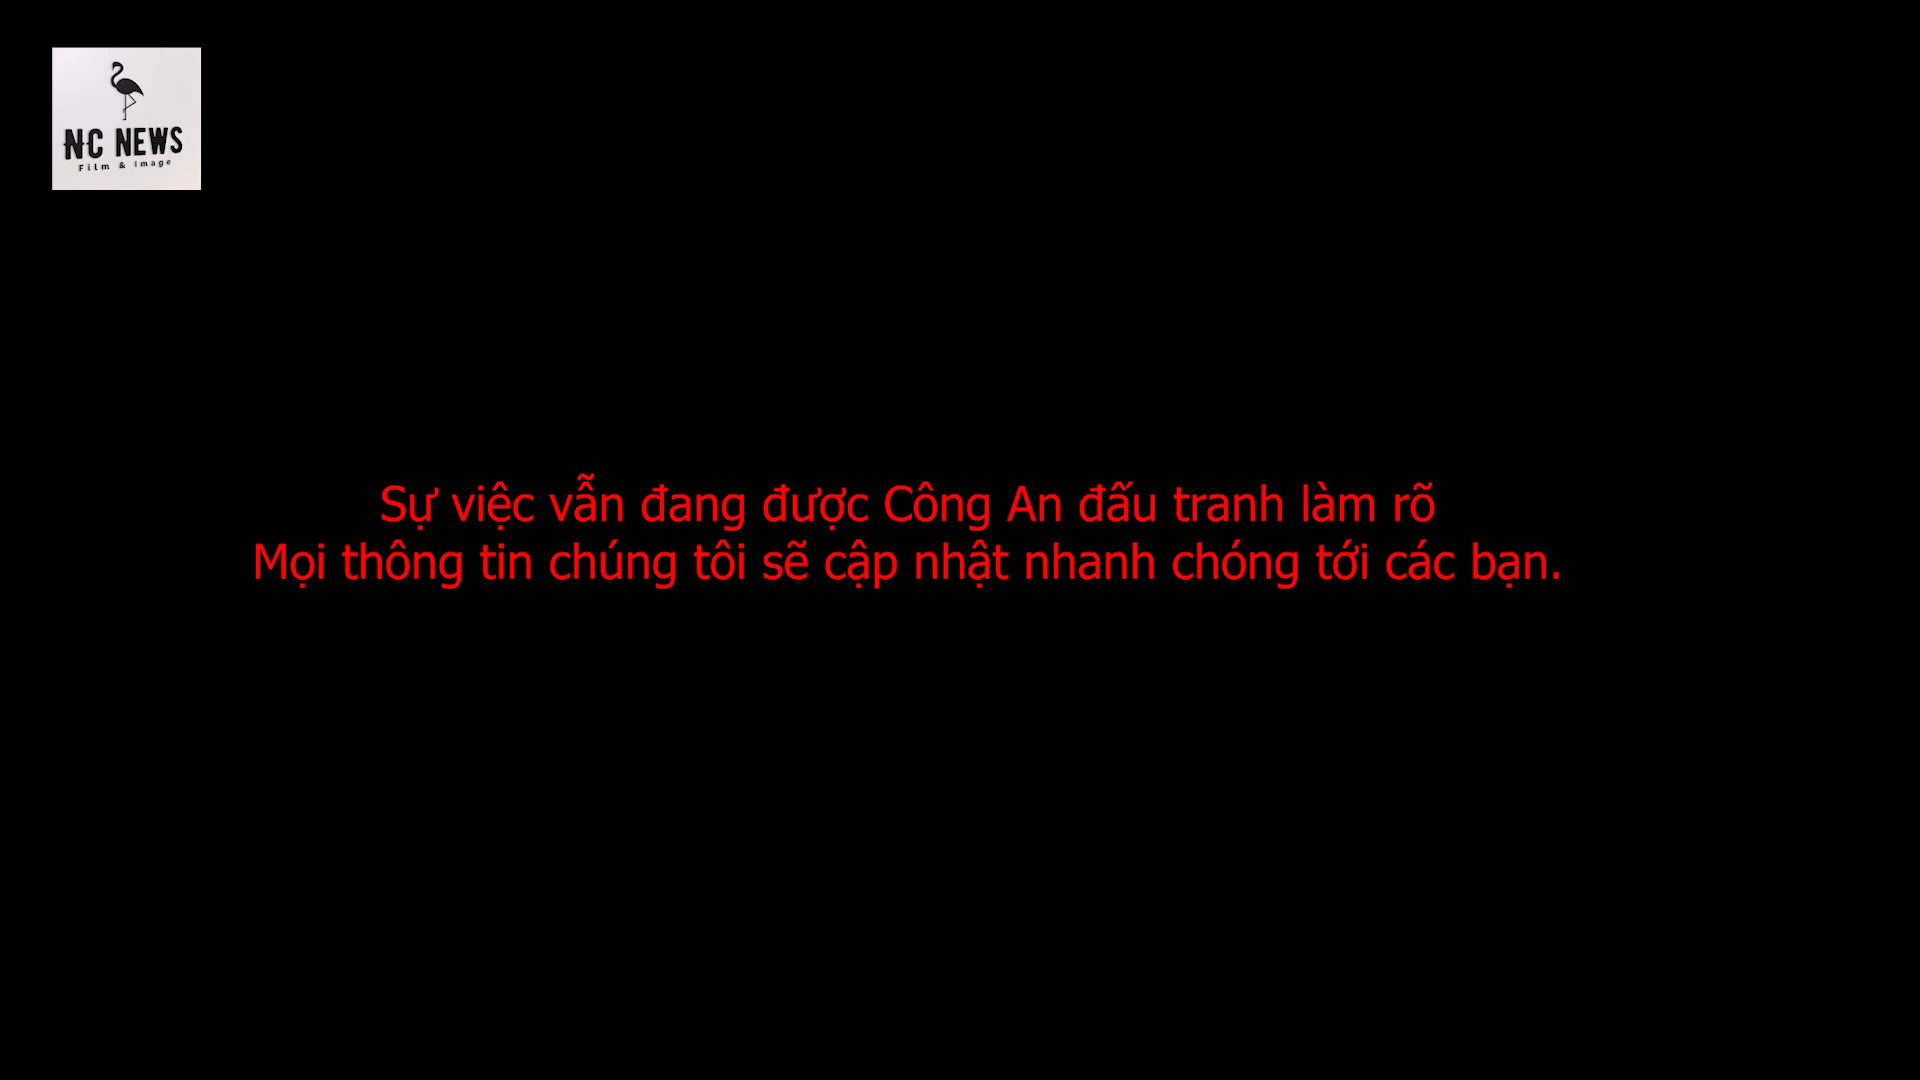 NC NEWS
Film & Image
Sự việc vẫn đang được Công An đấu tranh làm rõ
Mọi thông tin chúng tôi sẽ cập nhật nhanh chóng tới các bạn.